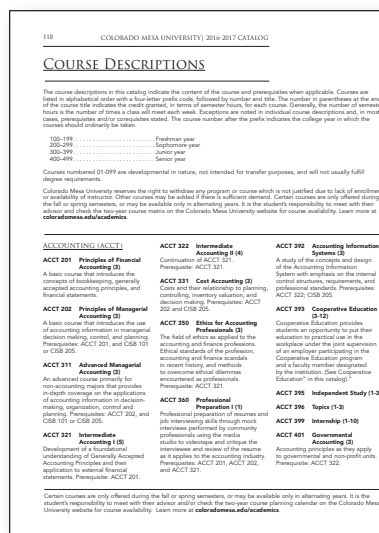 118 COLORADO MESA UNIVERSITY| 2016-2017 CATALOG
COURSE DESCRIPTIONS
The course descriptions in this catalog indicate the content of the course and prerequisites when applicable. Courses are
listed in alphabetical order with a four-letter prefix code, followed by number and title. The number in parentheses at the end
of the course title indicates the credit granted, in terms of semester hours, for each course. Generally, the number of semester
hours is the number of times a class will meet each week. Exceptions are noted in individual course descriptions and, in most
cases, prerequisites and/or corequisites stated. The course number after the prefix indicates the college year in which the
courses should ordinarily be taken.
100–199. . . . . . . . . . . . . . . . . . . . . . . . . . Freshman year
200–299. . . . . . . . . . . . . . . . . . . . . . . . . . Sophomore year
300–399. . . . . . . . . . . . . . . . . . . . . . . . . . Junior year
400–499. . . . . . . . . . . . . . . . . . . . . . . . . . Senior year
Courses numbered 01-099 are developmental in nature, not intended for transfer purposes, and will not usually fulfill
degree requirements.
Colorado Mesa University reserves the right to withdraw any program or course which is not justified due to lack of enrollment
or availability of instructor. Other courses may be added if there is sufficient demand. Certain courses are only offered during
the fall or spring semesters, or may be available only in alternating years. It is the student's responsibility to meet with their
advisor and check the two-year course matrix on the Colorado Mesa University website for course availability. Learn more at
coloradomesa.edu/academics.
ACCOUNTING (ACCT)
ACCT 201 Principles of Financial
Accounting (3)
A basic course that introduces the
concepts of bookkeeping, generally
accepted accounting principles, and
financial statements.
ACCT 202 Principles of Managerial
Accounting (3)
A basic course that introduces the use
of accounting information in managerial
decision making, control, and planning.
Prerequisites: ACCT 201, and CISB 101
or CISB 205.
ACCT 311 Advanced Managerial
Accounting (3)
An advanced course primarily for
non-accounting majors that provides
in-depth coverage on the applications
of accounting information in decision-
making, organization, control and
planning. Prerequisites: ACCT 202, and
CISB 101 or CISB 205.
ACCT 321 Intermediate
Accounting I (5)
Development of a foundational
understanding of Generally Accepted
Accounting Principles and their
application to external financial
statements. Prerequisite: ACCT 201.
ACCT 322 Intermediate
Accounting II (4)
Continuation of ACCT 321.
Prerequisite: ACCT 321.
ACCT 331 Cost Accounting (3)
Costs and their relationship to planning,
controlling, inventory valuation, and
decision making. Prerequisites: ACCT
202 and CISB 205.
ACCT 350 Ethics for Accounting
Professionals (3)
The field of ethics as applied to the
accounting and finance professions.
Ethical standards of the profession,
accounting and finance scandals
in recent history, and methods
to overcome ethical dilemmas
encountered as professionals.
Prerequisite: ACCT 321.
ACCT 360 Professional
Preparation I (1)
Professional preparation of resumes and
job interviewing skills through mock
interviews performed by community
professionals using the media
studio to videotape and critique the
interviewee and review of the resume
as it applies to the accounting industry.
Prerequisites: ACCT 201, ACCT 202,
and ACCT 321.
ACCT 392 Accounting Information
Systems (3)
A study of the concepts and design
of the Accounting Information
System with emphasis on the internal
control structures, requirements, and
professional standards. Prerequisites:
ACCT 322; CISB 205.
ACCT 393 Cooperative Education
(3-12)
Cooperative Education provides
students an opportunity to put their
education to practical use in the
workplace under the joint supervision
of an employer participating in the
Cooperative Education program
and a faculty member designated
by the institution. (See Cooperative
Education" in this catalog)."
ACCT 395 Independent Study (1-3
ACCT 396 Topics (1-3)
ACCT 399 Internship (1-10)
ACCT 401 Governmental
Accounting (3)
Accounting principles as they apply
to governmental and non-profit units.
Prerequisite: ACCT 322.
Certain courses are only offered during the fall or spring semesters, or may be available only in alternating years. It is the
student's responsibility to meet with their advisor and/or check the two-year course planning calendar on the Colorado Mesa
University website for course availability. Learn more at coloradomesa.edu/academics.